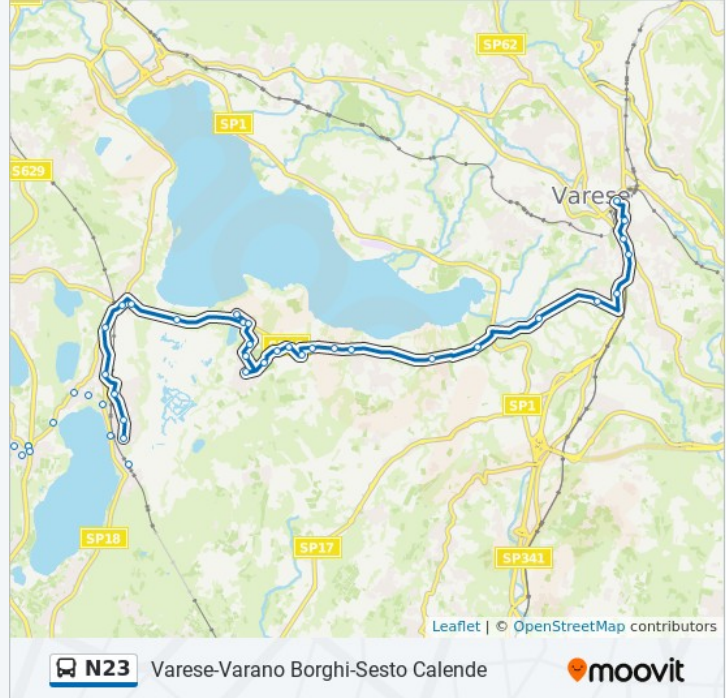 SP62
SP1
S629
Varese
SP1
SP18
SP17
SP341
Leaflet | © OpenStreetMap contributors
N23 Varese-Varano Borghi-Sesto Calende
moovit